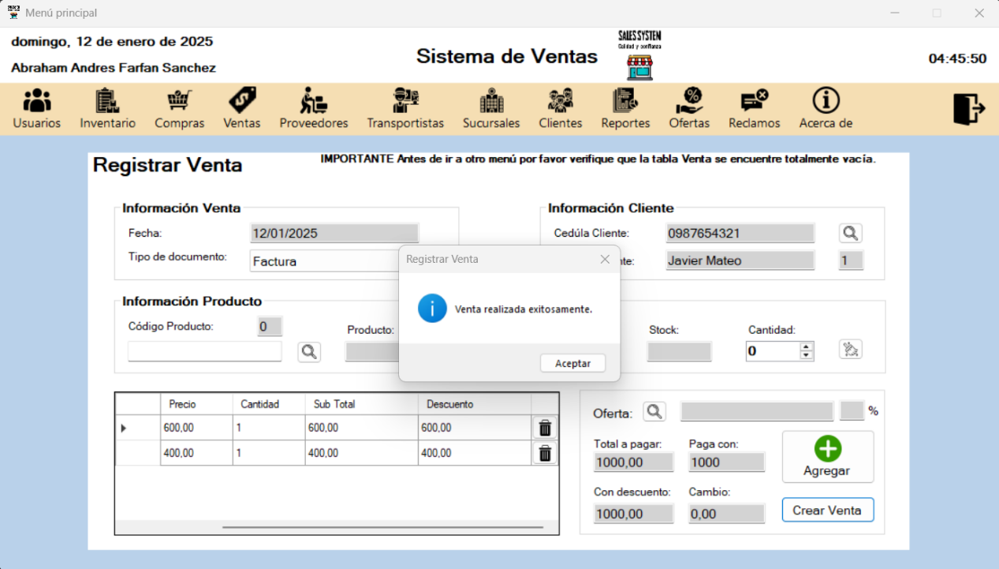 Menú principal
domingo, 12 de enero de 2025
Abraham Andres Farfan Sanchez
Sistema de Ventas
SALES SYSTEM
Calidad y confianza
04:45:50
Usuarios Inventario Compras Ventas Proveedores Transportistas Sucursales Clientes Reportes Ofertas Reclamos Acerca de
Registrar Venta
IMPORTANTE Antes de ir a otro menú por favor verifique que la tabla Venta se encuentre totalmente vacía.
Información Venta
Fecha: 12/01/2025
Tipo de documento: Factura
Información Cliente
Cedúla Cliente: 0987654321
nte: Javier Mateo 1
Registrar Venta
Venta realizada exitosamente.
Aceptar
Información Producto
Código Producto: 0
Producto:
Stock:
Cantidad:
0
Precio Cantidad Sub Total Descuento
600,00 1 600,00 600,00
400,00 1 400,00 400,00
Oferta: %
Total a pagar: Paga con:
1000,00 1000
Agregar
Con descuento: Cambio:
1000,00 0,00
Crear Venta